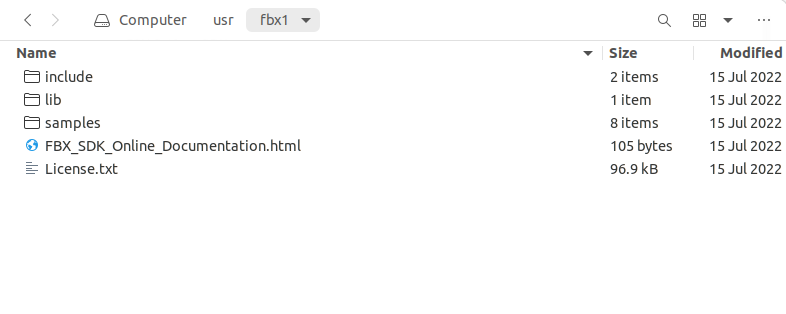 Computer usr fbx1
Name Size Modified
include 2 items 15 Jul 2022
lib 1 item 15 Jul 2022
samples 8 items 15 Jul 2022
FBX_SDK_Online_Documentation.html 105 bytes 15 Jul 2022
License.txt 96.9 kB 15 Jul 2022